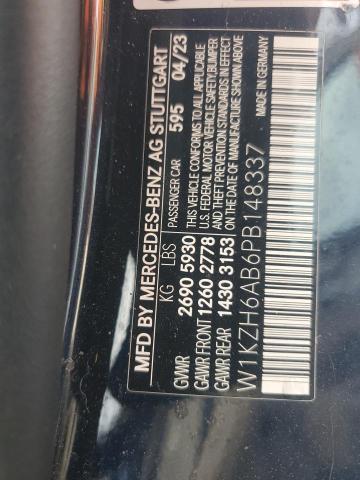 MFD BY MERCEDES-BENZ AG STUTTGART
KG LBS PASSENGER CAR 595 04/23
GVWR 2690 5930 THIS VEHICLE CONFORMS TO ALL APPLICABLE
GAWR FRONT 1260 2778 U.S. FEDERAL MOTOR VEHICLE SAFETY, BUMPER
GAWR REAR 1430 3153 AND THEFT PREVENTION STANDARDS IN EFFECT
ON THE DATE OF MANUFACTURE SHOWN ABOVE
W1KZH6AB6PB148337 MADE IN GERMANY